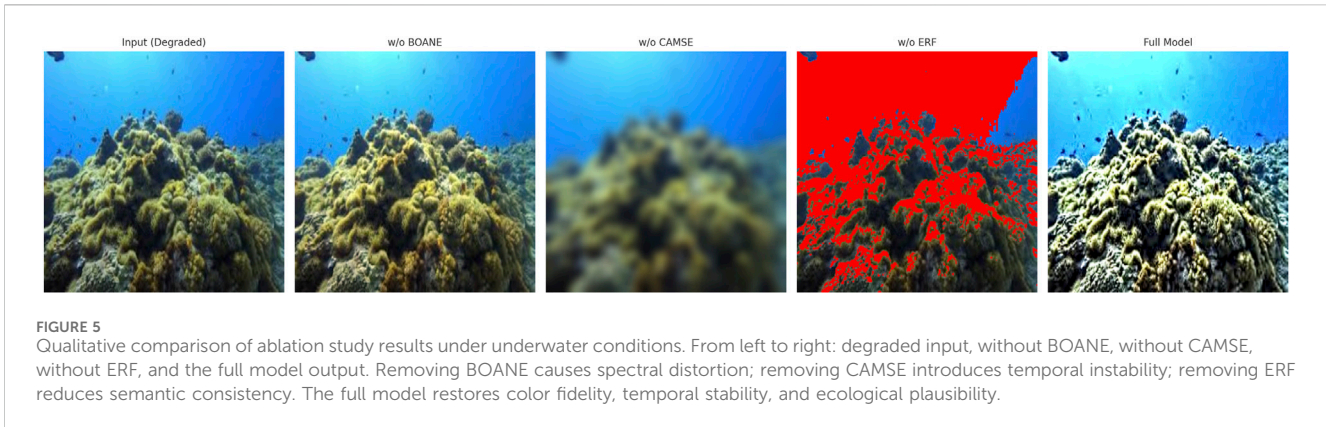 Input (Degraded)
w/o BOANE
w/o CAMSE
w/o ERF
Full Model
FIGURE 5
Qualitative comparison of ablation study results under underwater conditions. From left to right: degraded input, without BOANE, without CAMSE,
without ERF, and the full model output. Removing BOANE causes spectral distortion; removing CAMSE introduces temporal instability; removing ERF
reduces semantic consistency. The full model restores color fidelity, temporal stability, and ecological plausibility.